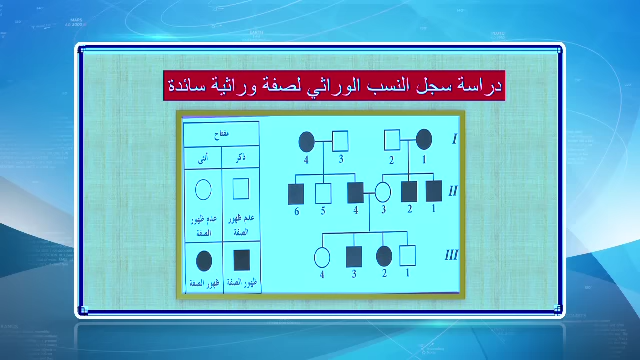 دراسة سجل النسب الوراثي لصفة وراثية سائدة
مفتاح
ذكر أنثى
عدم ظهور الصفة عدم ظهور الصفة
ظهور الصفة ظهور الصفة
I
4 3 2 1
II
6 5 4 3 2 1
III
4 3 2 1